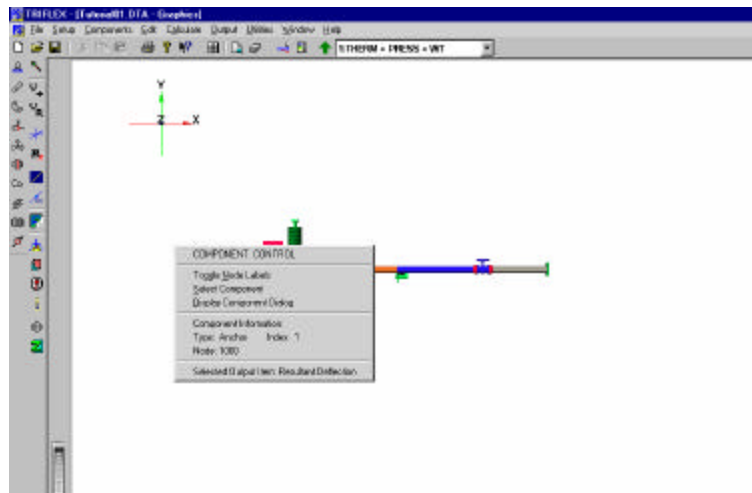 TRIFLEX - [Tutorial01.DTA - Graphics]
File Setup Components Edit Calculate Output Utilities Window Help
1:THERM + PRESS + WT
Y
Z X
COMPONENT CONTROL
Toggle Node Labels
Select Component
Display Component Dialog
Component Information
Type: Anchor Index: 1
Node: 1000
Selected Output Item: Resultant Deflection